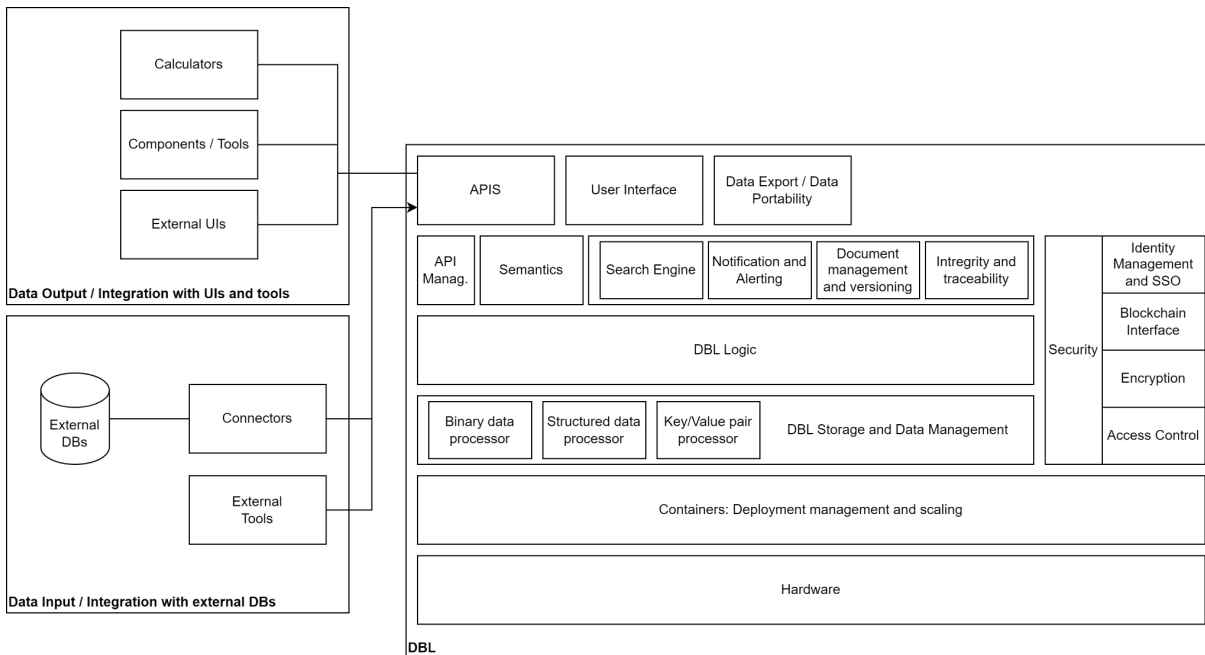 Calculators
Components / Tools
External UIs
Data Output / Integration with UIs and tools
External
DBs
Connectors
External
Tools
Data Input / Integration with external DBs
APIS
User Interface
Data Export / Data
Portability
API
Manag.
Semantics
Search Engine
Notification and
Alerting
Document
management
and versioning
Intregrity and
traceability
DBL Logic
Binary data
processor
Structured data
processor
Key/Value pair
processor
DBL Storage and Data Management
Security
Identity
Management
and SSO
Blockchain
Interface
Encryption
Access Control
Containers: Deployment management and scaling
Hardware
DBL